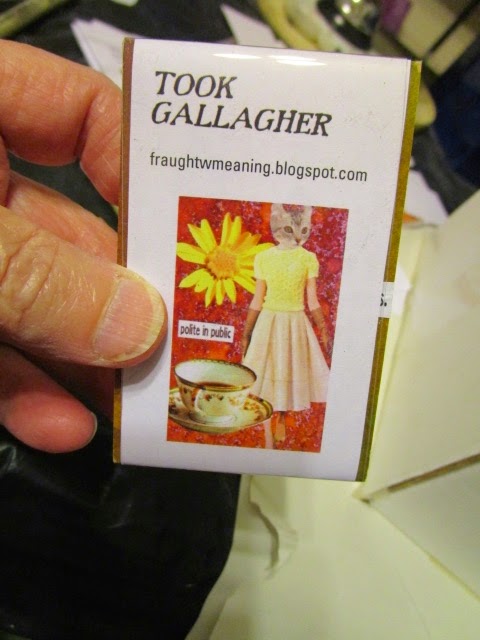 TOOK
GALLAGHER
fraughtwmeaning.blogspot.com
polite in public
s.